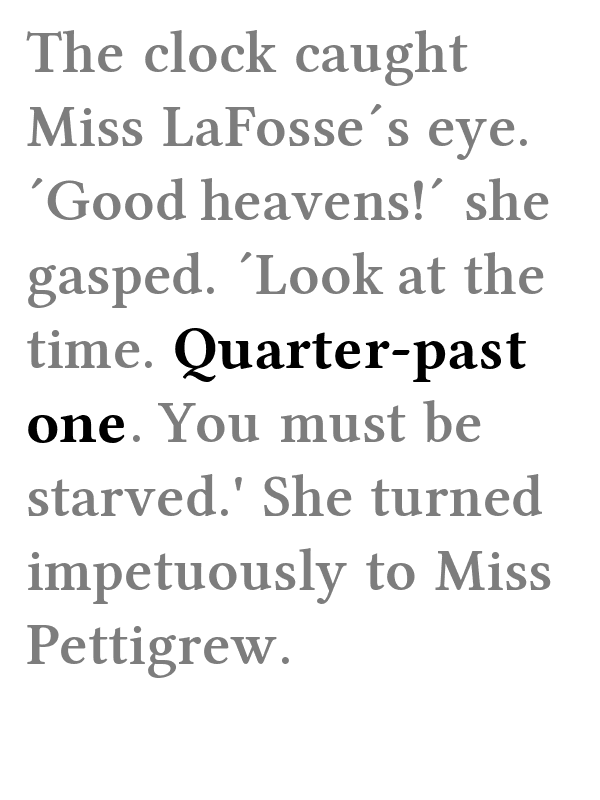 The clock caught
Miss LaFosse´s eye.
´Good heavens!´ she
gasped. ´Look at the
time. Quarter-past
one. You must be
starved.' She turned
impetuously to Miss
Pettigrew.